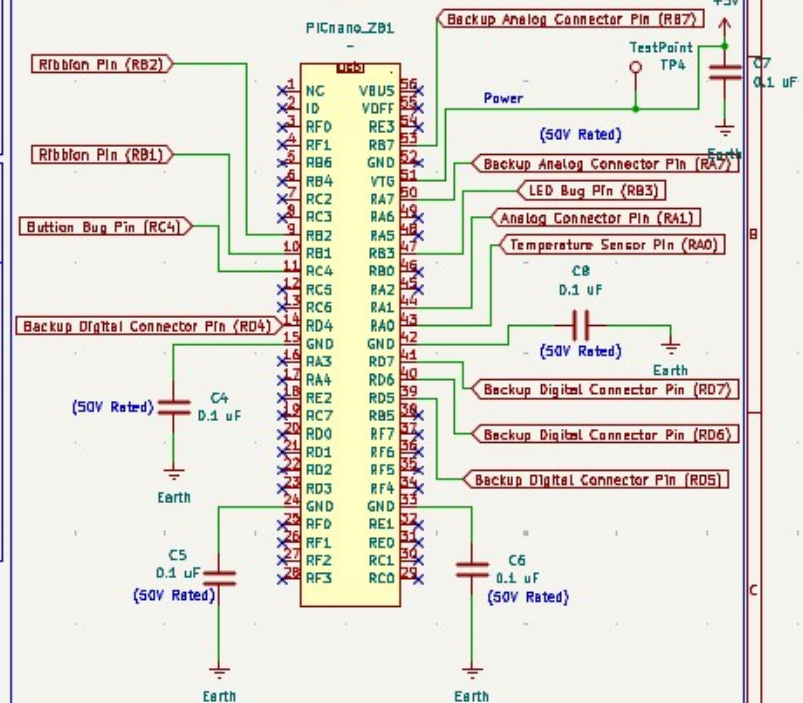 Backup Analog Connector Pin (RB7)
+5V
PICnano_ZB1
Ribbion Pin (RB2)
TestPoint
TP4
C7
0.1 uF
Power
(50V Rated)
Earth
Ribbion Pin (RB1)
Backup Analog Connector Pin (RA7)
LED Bug Pin (RB3)
Buttion Bug Pin (RC4)
Analog Connector Pin (RA1)
Temperature Sensor Pin (RA0)
B
C8
0.1 uF
(50V Rated)
Earth
Backup Digital Connector Pin (RD4)
C4
0.1 uF
(50V Rated)
Earth
Backup Digital Connector Pin (RD7)
Backup Digital Connector Pin (RD6)
Backup Digital Connector Pin (RD5)
usb
1 NC VBUS 56
2 ID VOFF 55
3 RF0 RE3 54
4 RF1 RB7 53
5 RB6 GND 52
6 RB4 VTG 51
7 RC2 RA7 50
8 RC3 RA6 49
9 RB2 RA5 48
10 RB1 RB3 47
11 RC4 RB0 46
12 RC5 RA2 45
13 RC6 RA1 44
14 RD4 RA0 43
15 GND GND 42
16 RA3 RD7 41
17 RA4 RD6 40
18 RE2 RD5 39
19 RC7 RB5 38
20 RD0 RF7 37
21 RD1 RF6 36
22 RD2 RF5 35
23 RD3 RF4 34
24 GND GND 33
25 RF0 RE1 32
26 RF1 RE0 31
27 RF2 RC1 30
28 RF3 RC0 29
C5
0.1 uF
(50V Rated)
Earth
C6
0.1 uF
(50V Rated)
Earth
C